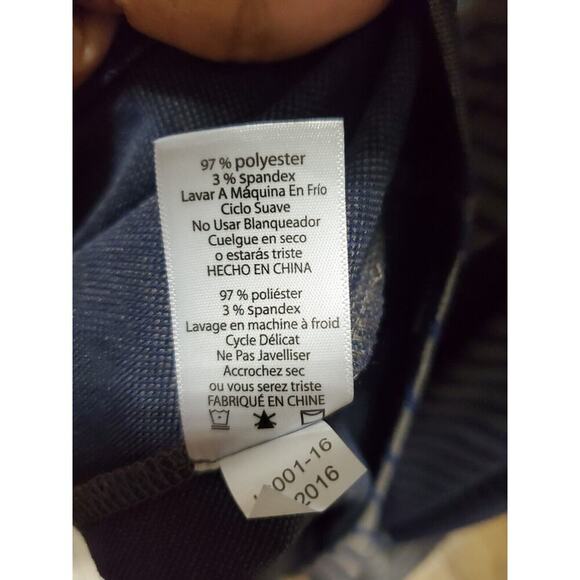 97 % polyester
3 % spandex
Lavar A Máquina En Frío
Ciclo Suave
No Usar Blanqueador
Cuelgue en seco
o estarás triste
HECHO EN CHINA
97 % poliéster
3 % spandex
Lavage en machine à froid
Cycle Délicat
Ne Pas Javelliser
Accrochez sec
ou vous serez triste
FABRIQUÉ EN CHINE
001-16
2016